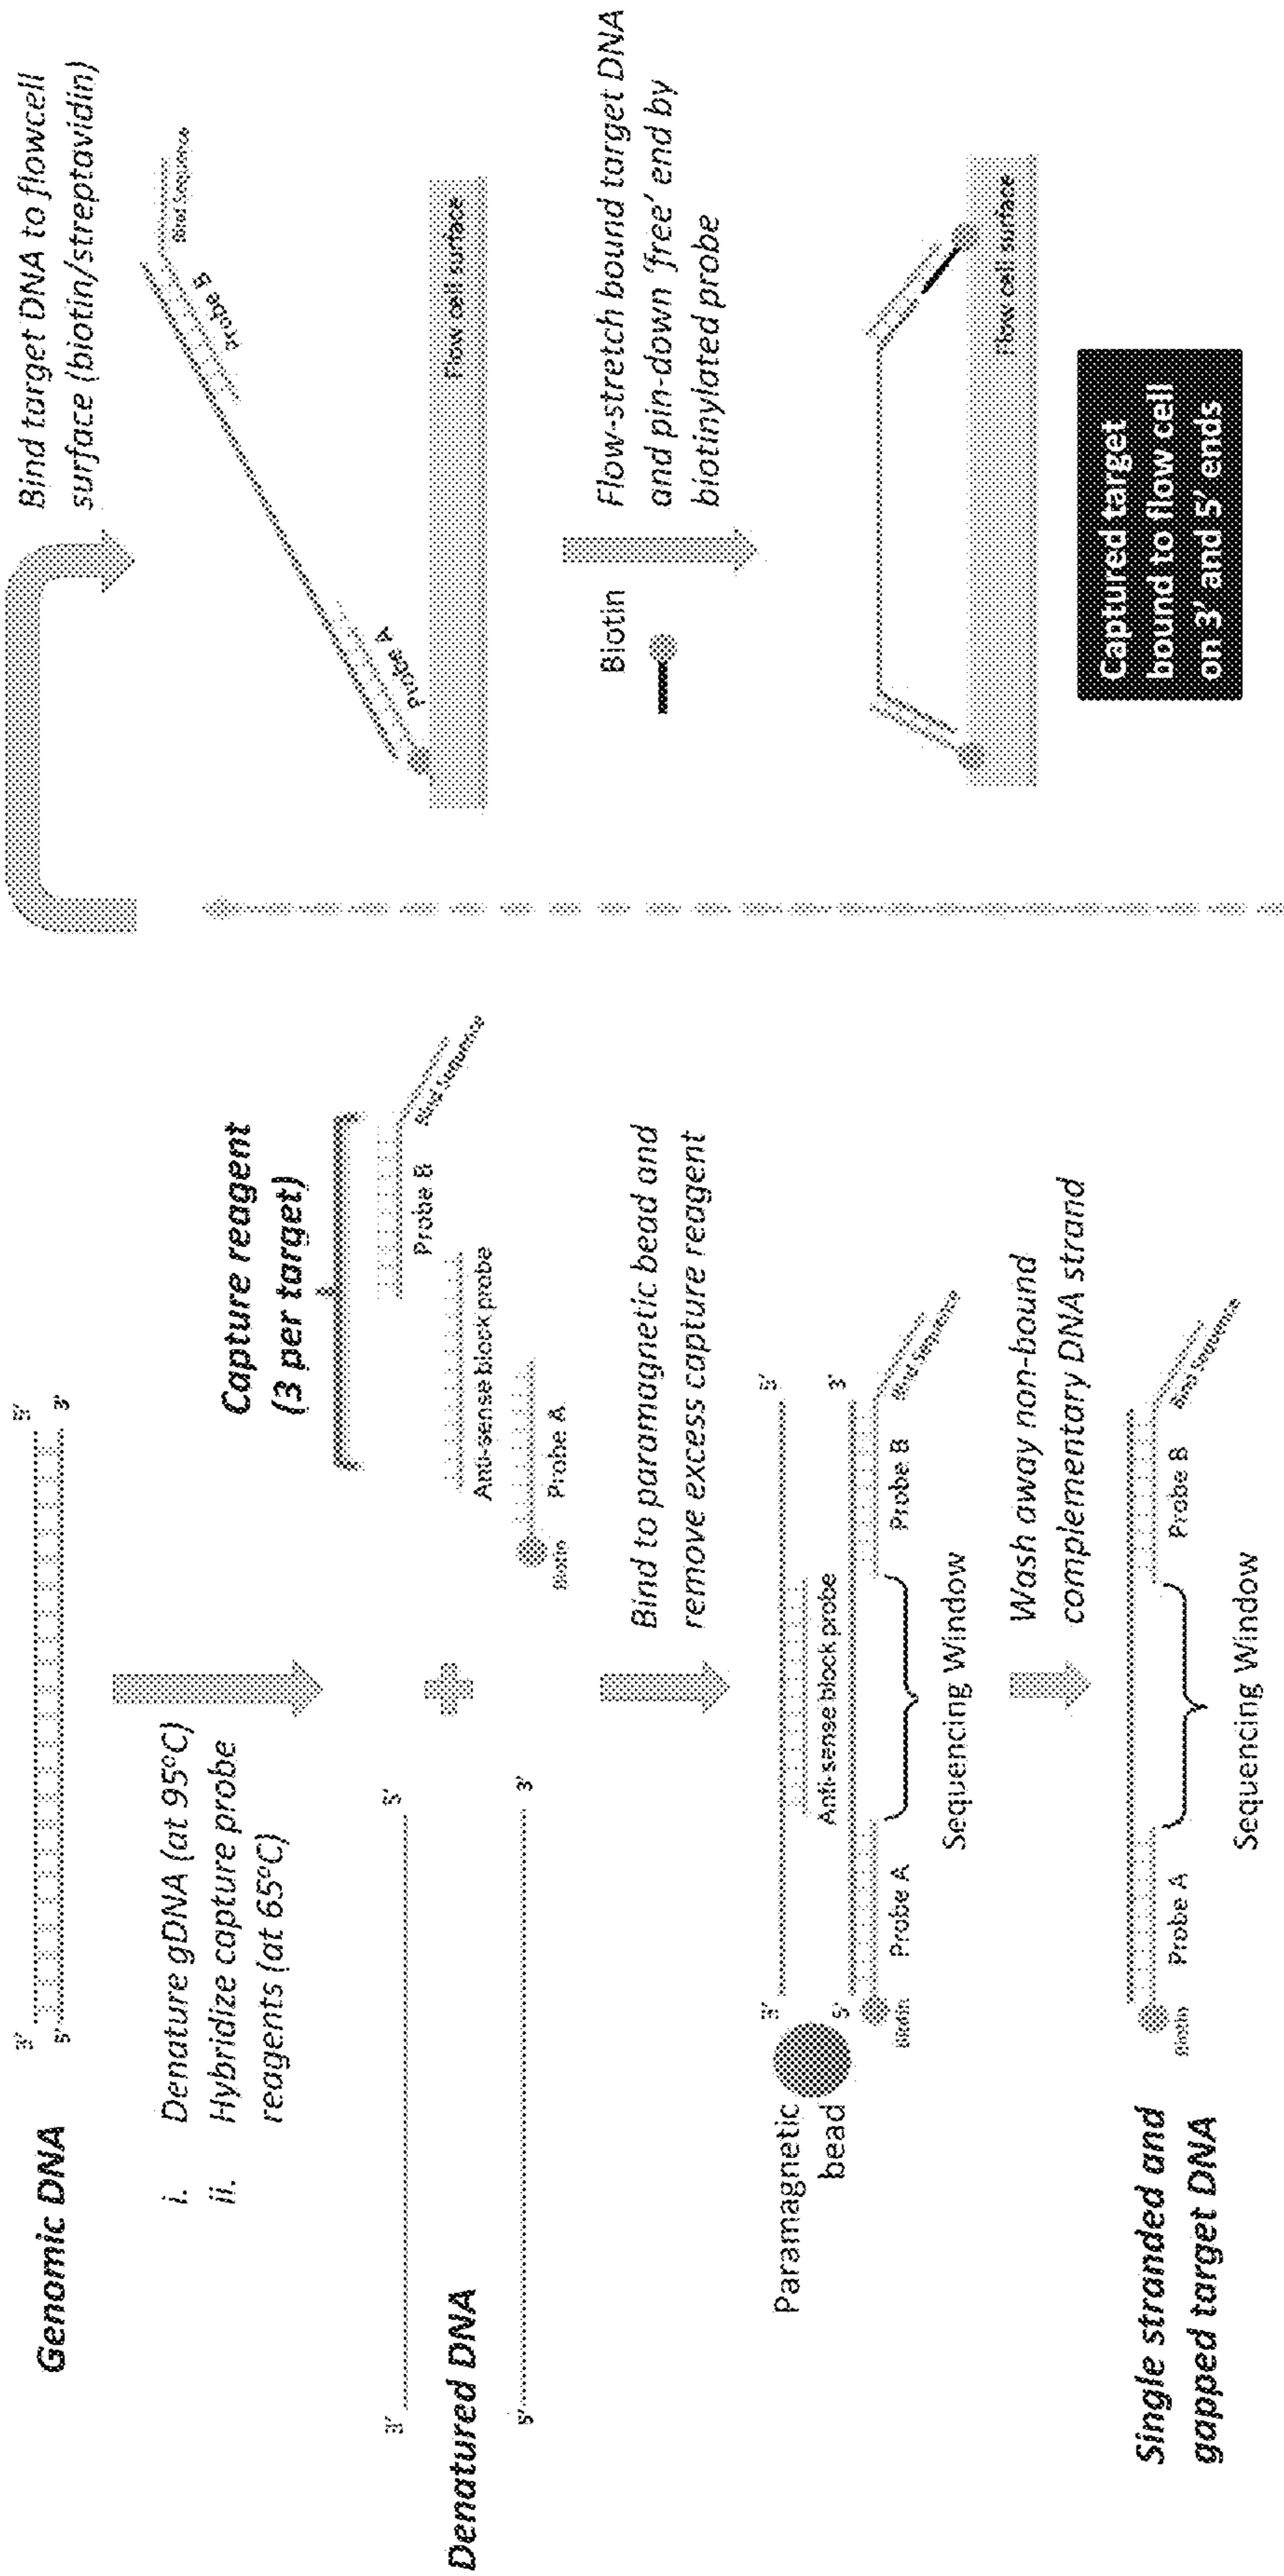 Genomic DNA
3'
5'
5'
3'
i. Denature gDNA (at 95°C)
ii. Hybridize capture probe
reagents (at 65°C)
Capture reagent
(3 per target)
Denatured DNA
3'
5'
5'
3'
Probe B
Bind Sequence
Anti-sense block probe
Probe A
Biotin
Bind to paramagnetic bead and
remove excess capture reagent
Paramagnetic
bead
3'
5'
5'
3'
Anti-sense block probe
Biotin
Probe A
Probe B
Bind Sequence
Sequencing Window
Wash away non-bound
complementary DNA strand
Single stranded and
gapped target DNA
Biotin
Probe A
Probe B
Bind Sequence
Sequencing Window
Bind target DNA to flowcell
surface (biotin/streptavidin)
Probe A
Probe B
Bind Sequence
Flow cell surface
Biotin
Flow-stretch bound target DNA
and pin-down 'free' end by
biotinylated probe
Flow cell surface
Captured target
bound to flow cell
on 3' and 5' ends